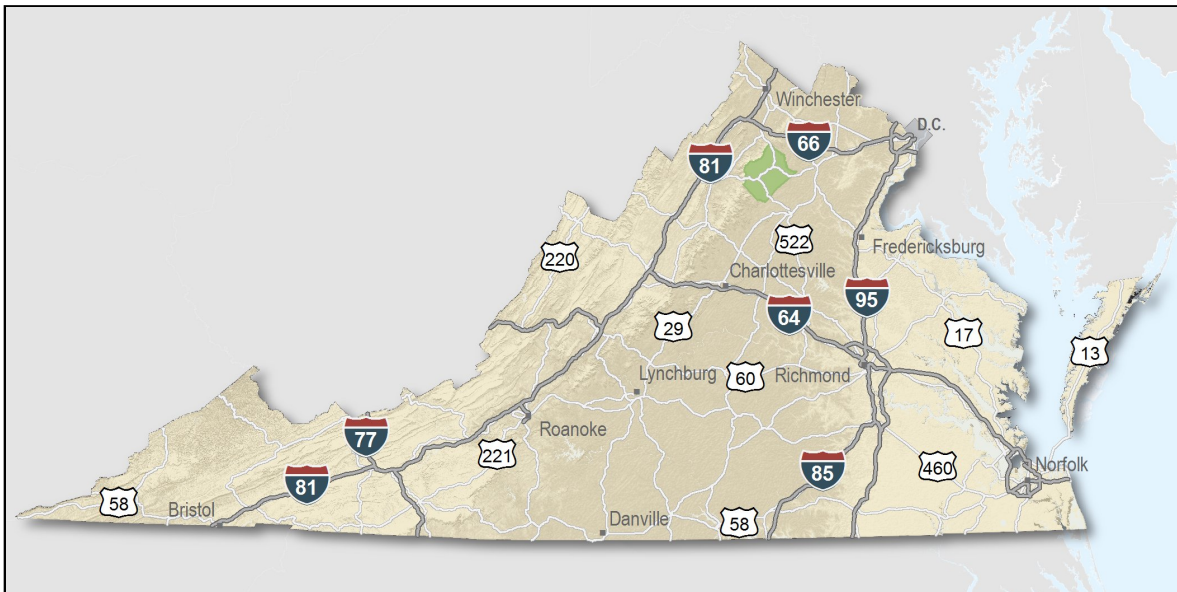 Winchester
D.C.
66
81
522
Fredericksburg
220
Charlottesville
95
64
29
17
13
Lynchburg
60
Richmond
77
Roanoke
221
85
460
Norfolk
81
58
Bristol
Danville
58